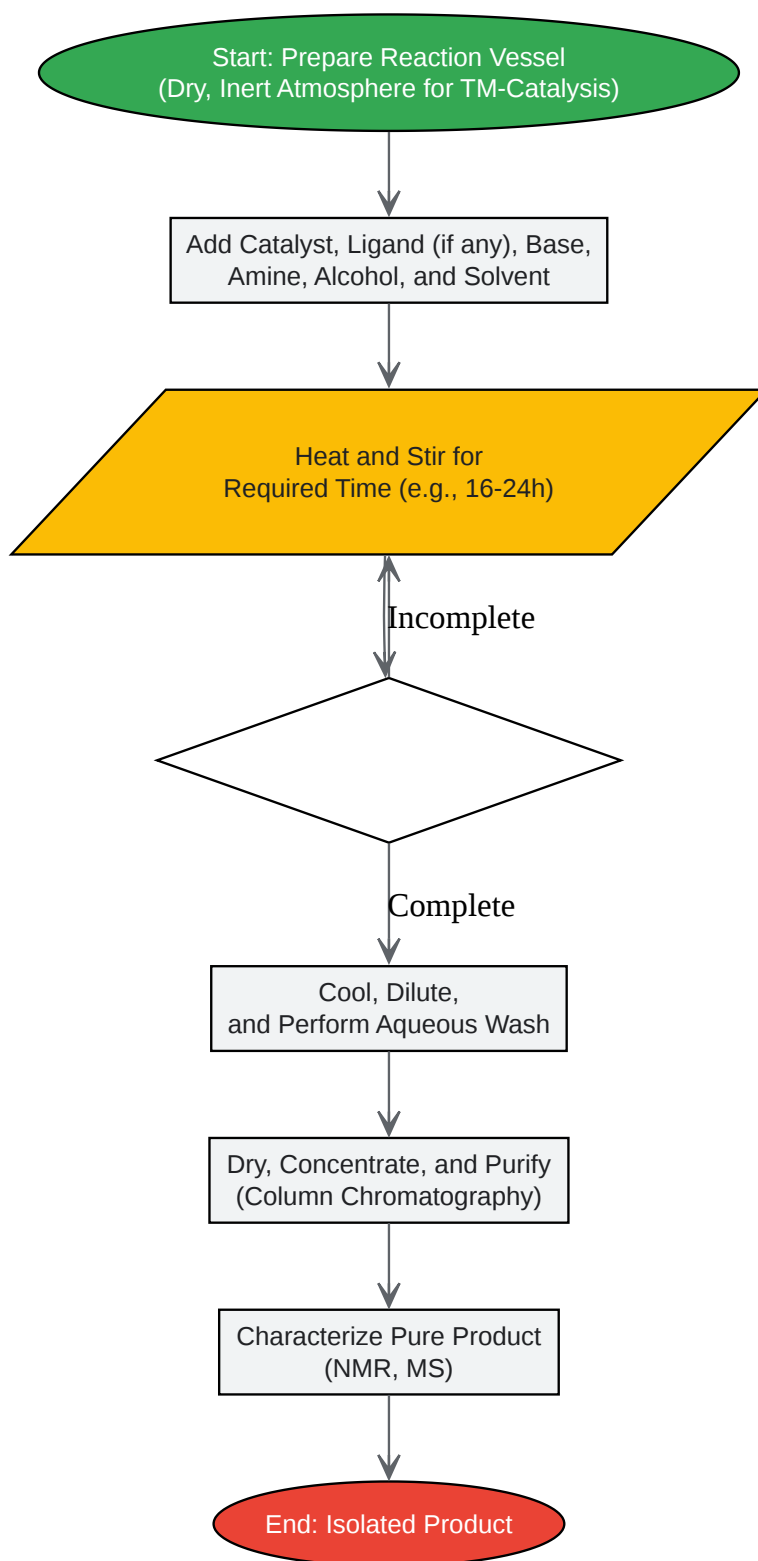 Start: Prepare Reaction Vessel
(Dry, Inert Atmosphere for TM-Catalysis)
Add Catalyst, Ligand (if any), Base,
Amine, Alcohol, and Solvent
Heat and Stir for
Required Time (e.g., 16-24h)
Incomplete
Complete
Cool, Dilute,
and Perform Aqueous Wash
Dry, Concentrate, and Purify
(Column Chromatography)
Characterize Pure Product
(NMR, MS)
End: Isolated Product